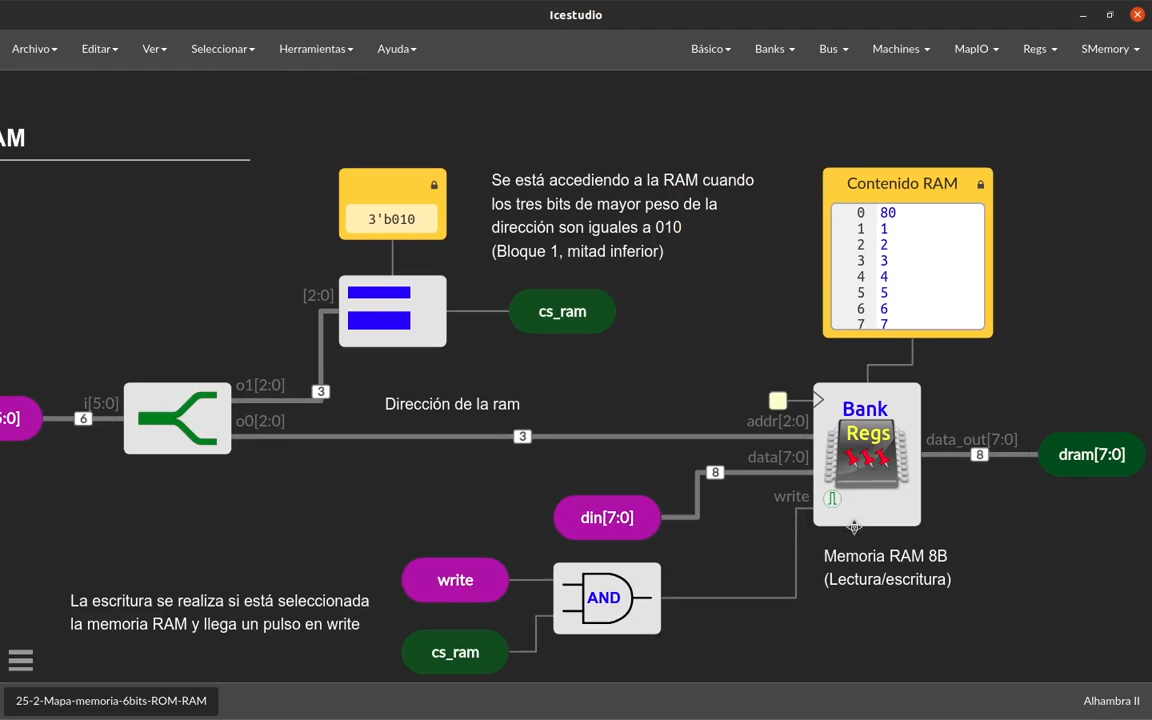 Icestudio
Archivo Editar Ver Seleccionar Herramientas Ayuda Básico Banks Bus Machines MapIO Regs SMemory
AM
3'b010
Se está accediendo a la RAM cuando
los tres bits de mayor peso de la
dirección son iguales a 010
(Bloque 1, mitad inferior)
Contenido RAM
0 80
1 1
2 2
3 3
4 4
5 5
6 6
7 7
[2:0]
cs_ram
5:0]
6
i[5:0]
o1[2:0]
o0[2:0]
3
Dirección de la ram
3
addr[2:0]
data[7:0]
write
8
Bank
Regs
data_out[7:0]
8
dram[7:0]
din[7:0]
Memoria RAM 8B
(Lectura/escritura)
write
AND
cs_ram
La escritura se realiza si está seleccionada
la memoria RAM y llega un pulso en write
25-2-Mapa-memoria-6bits-ROM-RAM
Alhambra II